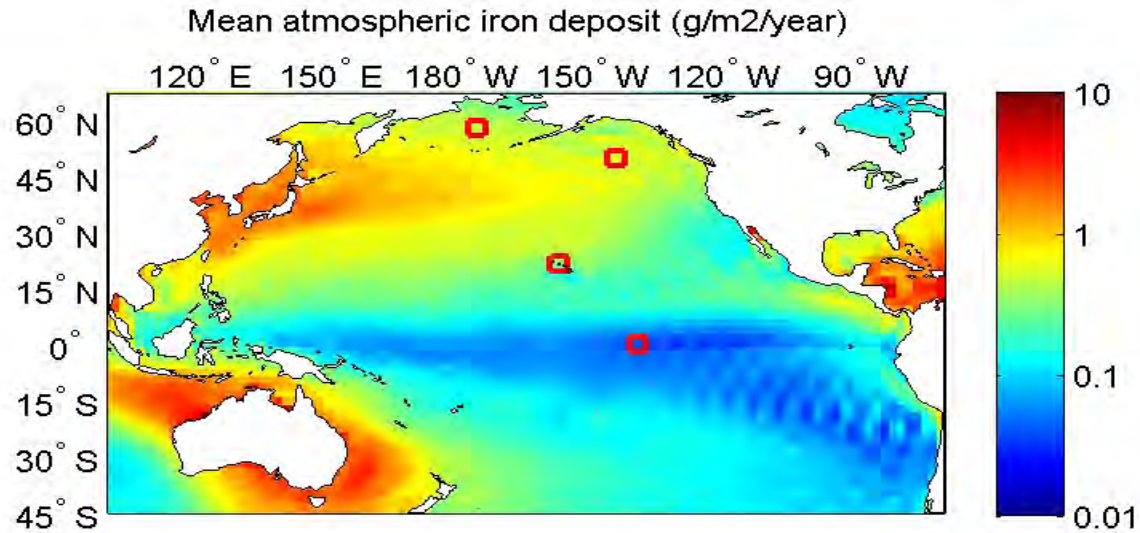 Mean atmospheric iron deposit (g/m2/year)
120° E 150° E 180° W 150° W 120° W 90° W
60° N
45° N
30° N
15° N
0°
15° S
30° S
45° S
10
1
0.1
0.01